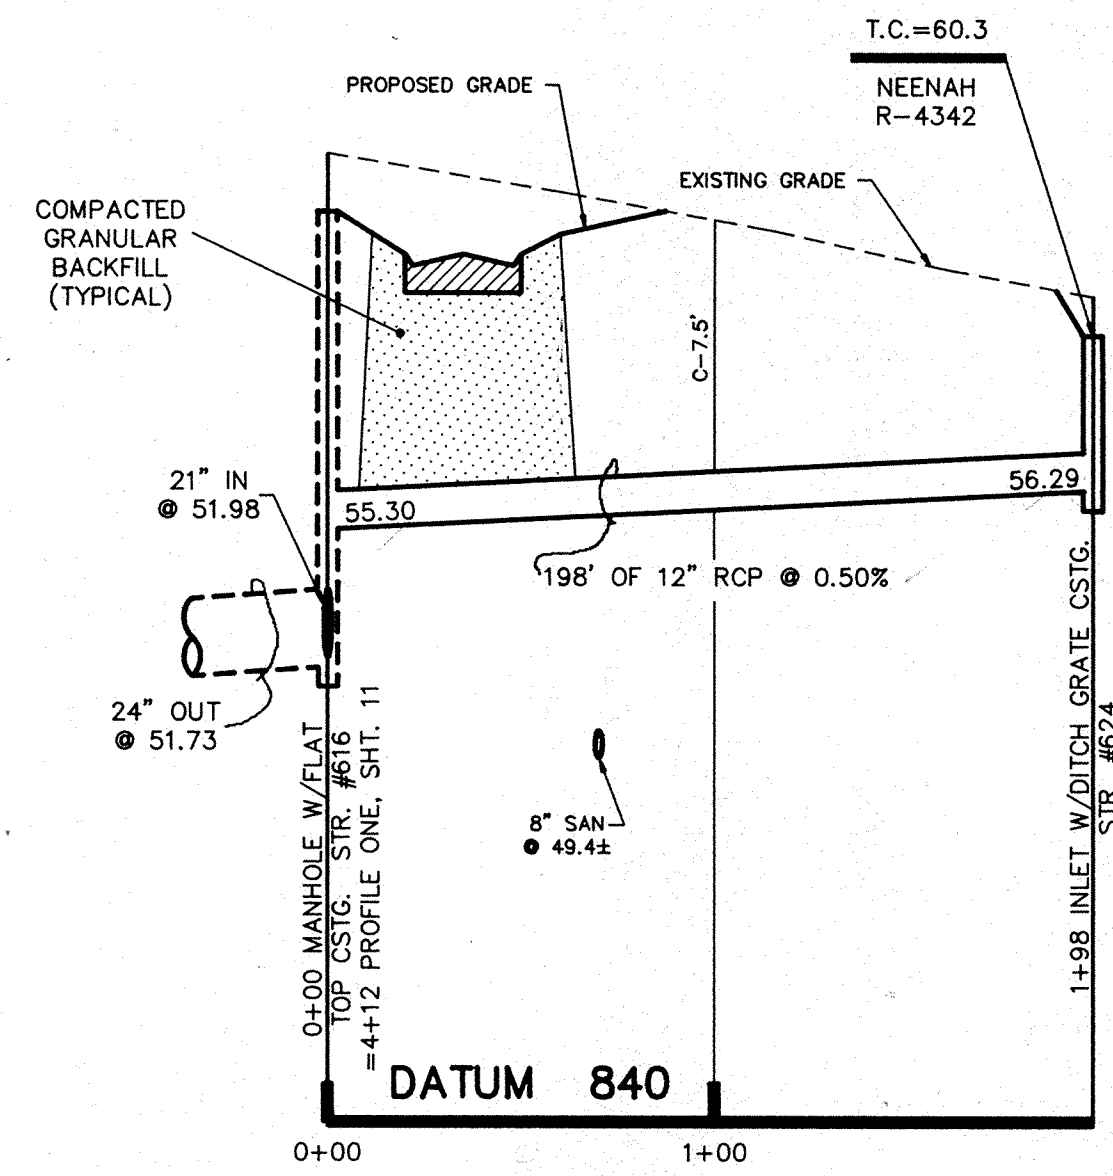 T.C.=60.3
NEENAH
R-4342
PROPOSED GRADE
EXISTING GRADE
COMPACTED
GRANULAR
BACKFILL
(TYPICAL)
C-7.5'
21" IN
@ 51.98
55.30
56.29
198' OF 12" RCP @ 0.50%
24" OUT
@ 51.73
8" SAN
@ 49.4±
0+00 MANHOLE W/FLAT
TOP CSTG. STR. #616
=4+12 PROFILE ONE, SHT. 11
1+98 INLET W/DITCH GRATE CSTG.
STR. #624
DATUM 840
0+00
1+00